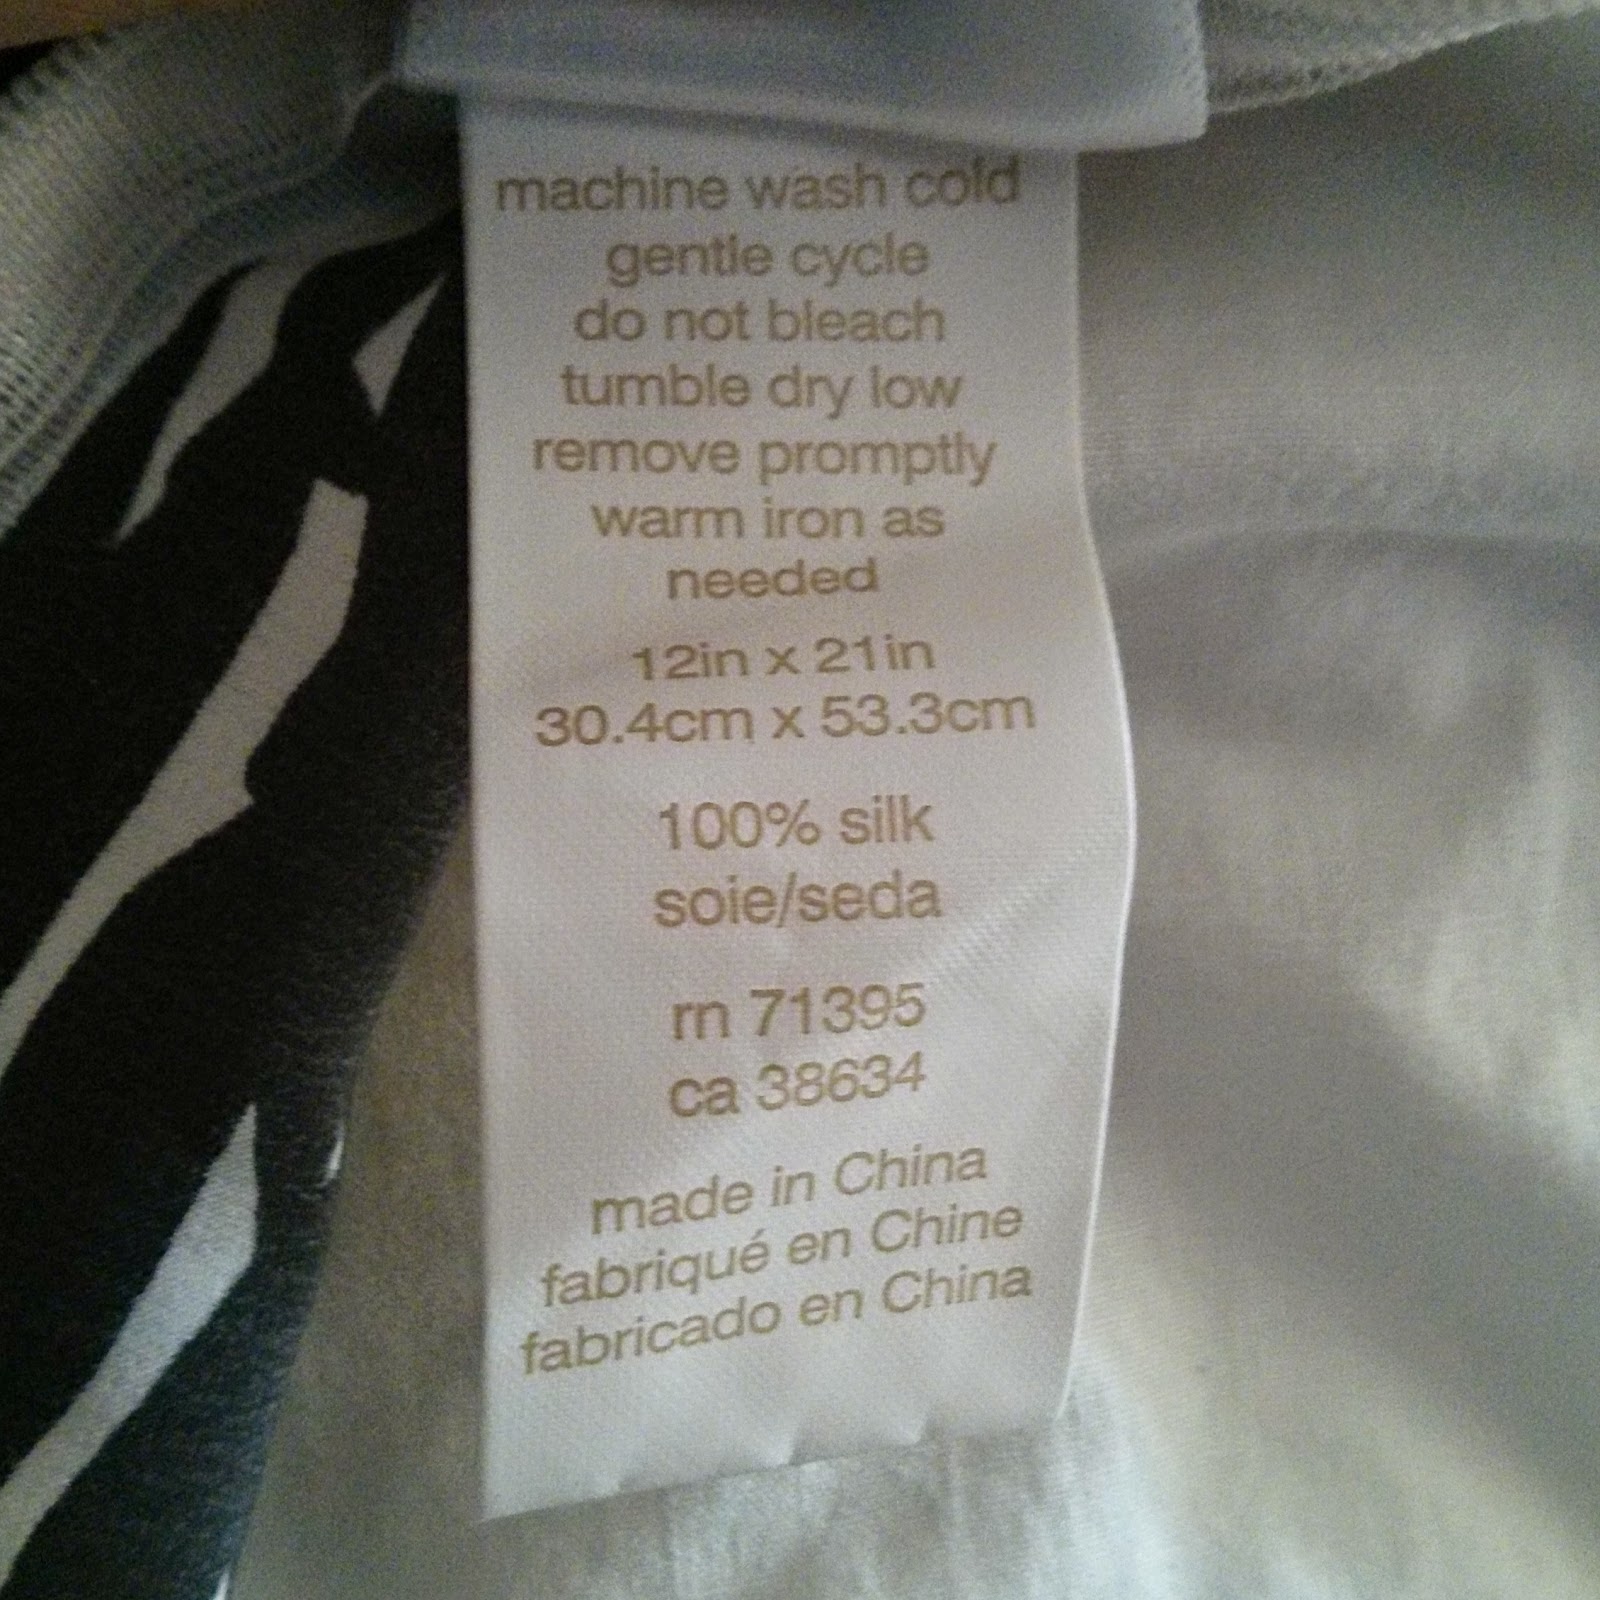 machine wash cold
gentle cycle
do not bleach
tumble dry low
remove promptly
warm iron as
needed
12in x 21in
30.4cm x 53.3cm
100% silk
soie/seda
rn 71395
ca 38634
made in China
fabriqué en Chine
fabricado en China